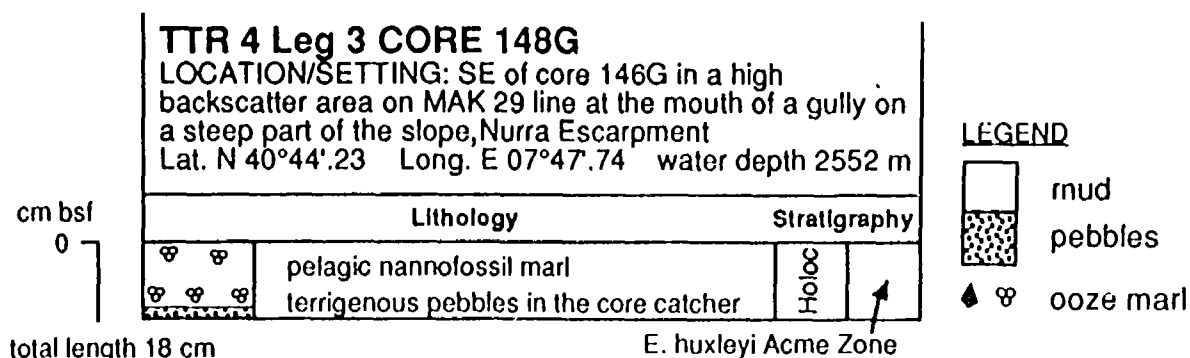 TTR 4 Leg 3 CORE 148G
LOCATION/SETTING: SE of core 146G in a high
backscatter area on MAK 29 line at the mouth of a gully on
a steep part of the slope, Nurra Escarpment
Lat. N 40°44'.23 Long. E 07°47'.74 water depth 2552 m
LEGEND
mud
pebbles
ooze marl
cm bsf
Lithology
Stratigraphy
0
pelagic nannofossil marl
terrigenous pebbles in the core catcher
Holoc
total length 18 cm
E. huxleyi Acme Zone